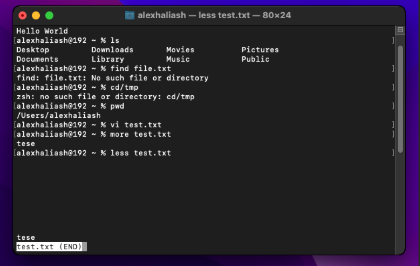 alexhaliash — less test.txt — 80×24
Hello World
[alexhaliash@192 ~ % ls ]
Desktop Downloads Movies Pictures
Documents Library Music Public
[alexhaliash@192 ~ % find file.txt ]
find: file.txt: No such file or directory
[alexhaliash@192 ~ % cd/tmp ]
zsh: no such file or directory: cd/tmp
[alexhaliash@192 ~ % pwd ]
/Users/alexhaliash
[alexhaliash@192 ~ % vi test.txt ]
[alexhaliash@192 ~ % more test.txt ]
tese
[alexhaliash@192 ~ % less test.txt ]
tese
test.txt (END)